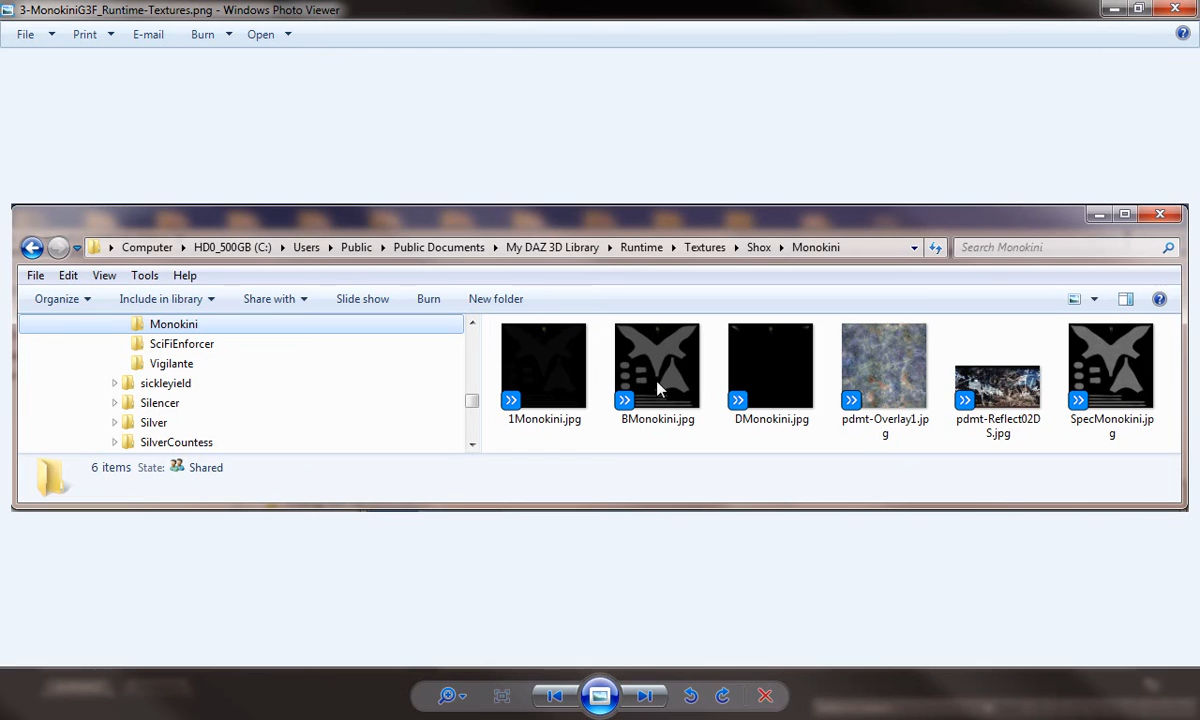 3-MonokiniG3F_Runtime-Textures.png - Windows Photo Viewer
File Print E-mail Burn Open
Computer HD0_500GB (C:) Users Public Public Documents My DAZ 3D Library Runtime Textures Shox Monokini Search Monokini
File Edit View Tools Help
Organize Include in library Share with Slide show Burn New folder
Monokini
SciFiEnforcer
Vigilante
sickleyield
Silencer
Silver
SilverCountess
1Monokini.jpg
BMonokini.jpg
DMonokini.jpg
pdmt-Overlay1.jp
g
pdmt-Reflect02D
S.jpg
SpecMonokini.jp
g
6 items State: Shared